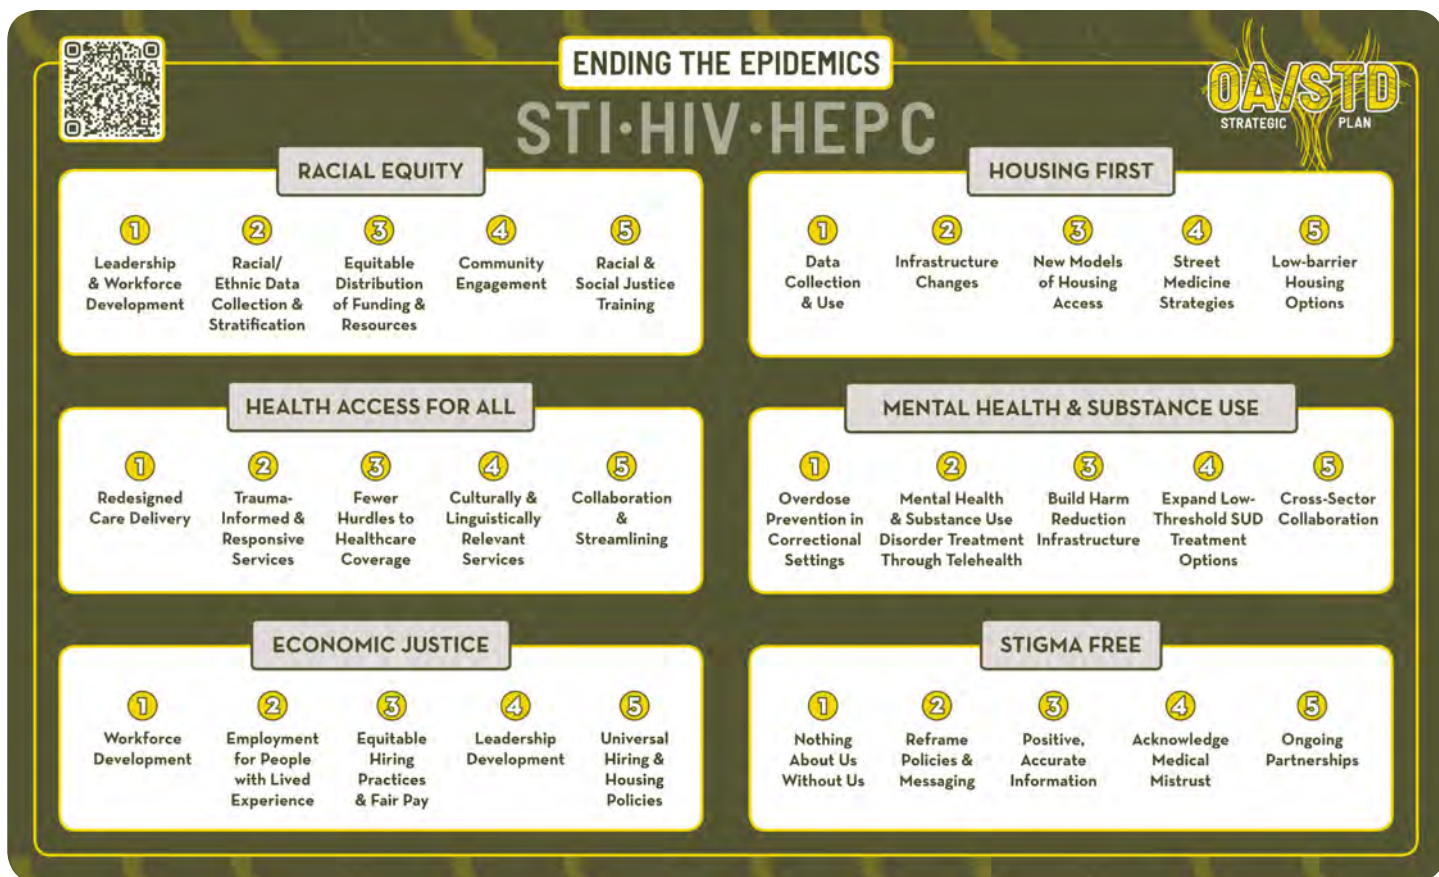 ENDING THE EPIDEMICS
STI·HIV·HEPC
OA/STD
STRATEGIC PLAN
RACIAL EQUITY
1
Leadership
& Workforce
Development
2
Racial/
Ethnic Data
Collection &
Stratification
3
Equitable
Distribution
of Funding &
Resources
4
Community
Engagement
5
Racial &
Social Justice
Training
HOUSING FIRST
1
Data
Collection
& Use
2
Infrastructure
Changes
3
New Models
of Housing
Access
4
Street
Medicine
Strategies
5
Low-barrier
Housing
Options
HEALTH ACCESS FOR ALL
1
Redesigned
Care Delivery
2
Trauma-
Informed &
Responsive
Services
3
Fewer
Hurdles to
Healthcare
Coverage
4
Culturally &
Linguistically
Relevant
Services
5
Collaboration
&
Streamlining
MENTAL HEALTH & SUBSTANCE USE
1
Overdose
Prevention in
Correctional
Settings
2
Mental Health
& Substance Use
Disorder Treatment
Through Telehealth
3
Build Harm
Reduction
Infrastructure
4
Expand Low-
Threshold SUD
Treatment
Options
5
Cross-Sector
Collaboration
ECONOMIC JUSTICE
1
Workforce
Development
2
Employment
for People
with Lived
Experience
3
Equitable
Hiring
Practices
& Fair Pay
4
Leadership
Development
5
Universal
Hiring &
Housing
Policies
STIGMA FREE
1
Nothing
About Us
Without Us
2
Reframe
Policies &
Messaging
3
Positive,
Accurate
Information
4
Acknowledge
Medical
Mistrust
5
Ongoing
Partnerships